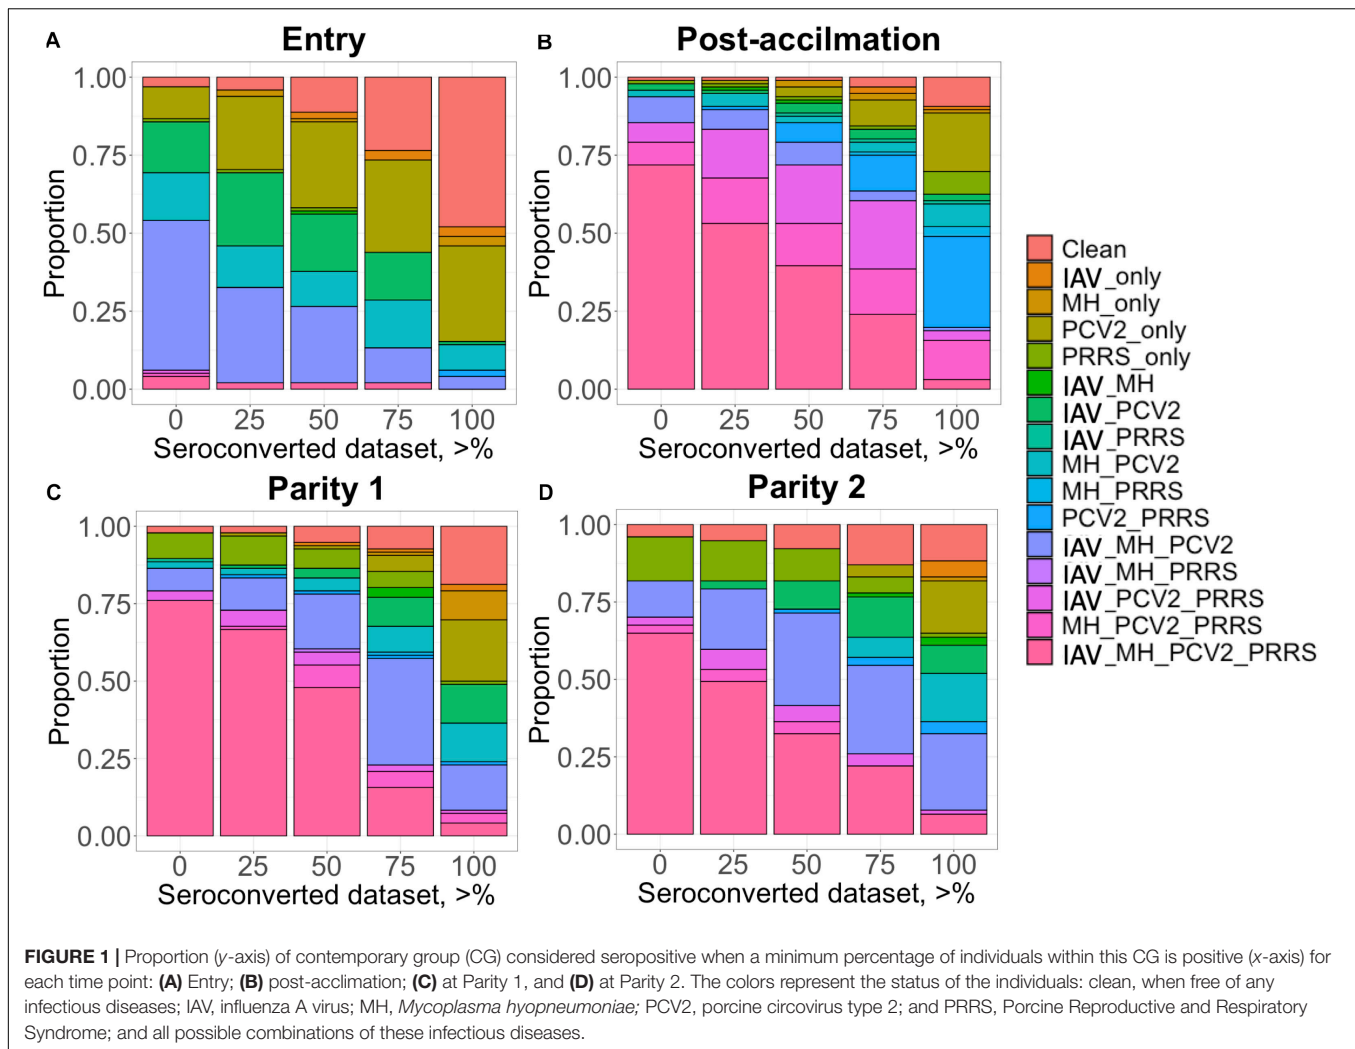 A
Entry
1.00
0.75
0.50
0.25
0.00
Proportion
0 25 50 75 100
Seroconverted dataset, >%
B
Post-accilmation
1.00
0.75
0.50
0.25
0.00
Proportion
0 25 50 75 100
Seroconverted dataset, >%
C
Parity 1
1.00
0.75
0.50
0.25
0.00
Proportion
0 25 50 75 100
Seroconverted dataset, >%
D
Parity 2
1.00
0.75
0.50
0.25
0.00
Proportion
0 25 50 75 100
Seroconverted dataset, >%
Clean
IAV_only
MH_only
PCV2_only
PRRS_only
IAV_MH
IAV_PCV2
IAV_PRRS
MH_PCV2
MH_PRRS
PCV2_PRRS
IAV_MH_PCV2
IAV_MH_PRRS
IAV_PCV2_PRRS
MH_PCV2_PRRS
IAV_MH_PCV2_PRRS
FIGURE 1 | Proportion (y-axis) of contemporary group (CG) considered seropositive when a minimum percentage of individuals within this CG is positive (x-axis) for
each time point: (A) Entry; (B) post-acclimation; (C) at Parity 1, and (D) at Parity 2. The colors represent the status of the individuals: clean, when free of any
infectious diseases; IAV, influenza A virus; MH, Mycoplasma hyopneumoniae; PCV2, porcine circovirus type 2; and PRRS, Porcine Reproductive and Respiratory
Syndrome; and all possible combinations of these infectious diseases.